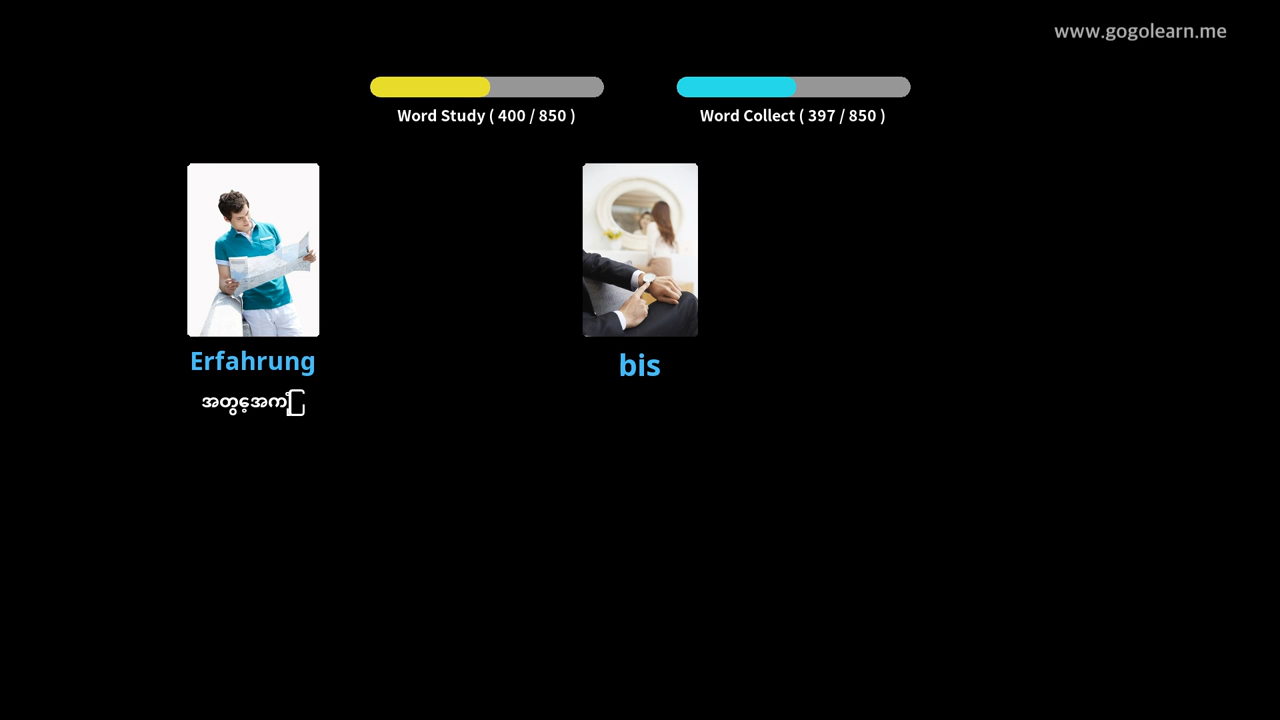 www.gogolearn.me
Word Study ( 400 / 850 )
Word Collect ( 397 / 850 )
Erfahrung
bis
အတွေ့အကြုံ